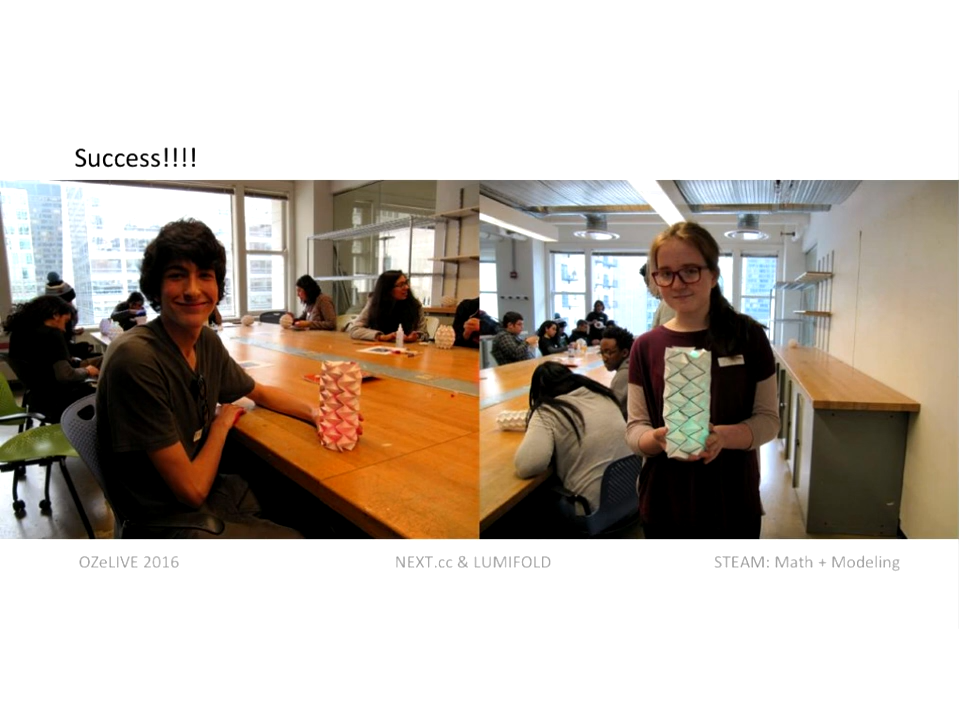 Success!!!!
OZeLIVE 2016
NEXT.cc & LUMIFOLD
STEAM: Math + Modeling